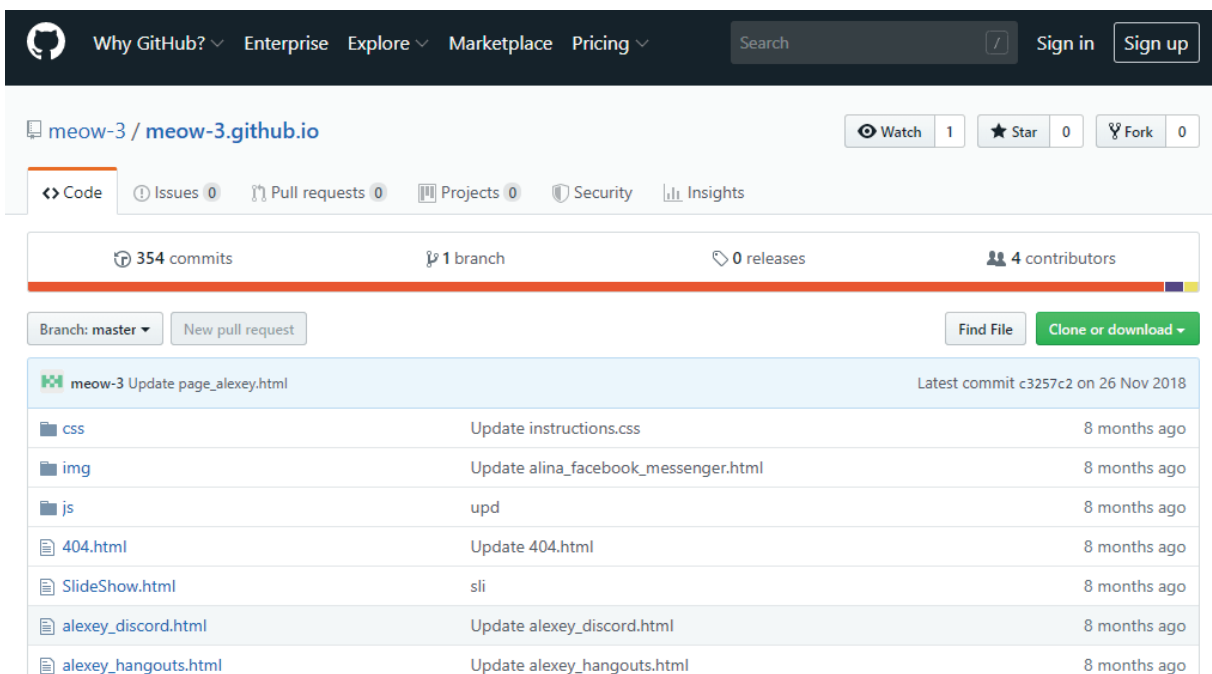 Why GitHub? Enterprise Explore Marketplace Pricing Search / Sign in Sign up
meow-3 / meow-3.github.io Watch 1 Star 0 Fork 0
Code Issues 0 Pull requests 0 Projects 0 Security Insights
354 commits 1 branch 0 releases 4 contributors
Branch: master New pull request Find File Clone or download
meow-3 Update page_alexey.html Latest commit c3257c2 on 26 Nov 2018
css Update instructions.css 8 months ago
img Update alina_facebook_messenger.html 8 months ago
js upd 8 months ago
404.html Update 404.html 8 months ago
SlideShow.html sli 8 months ago
alexey_discord.html Update alexey_discord.html 8 months ago
alexey_hangouts.html Update alexey_hangouts.html 8 months ago